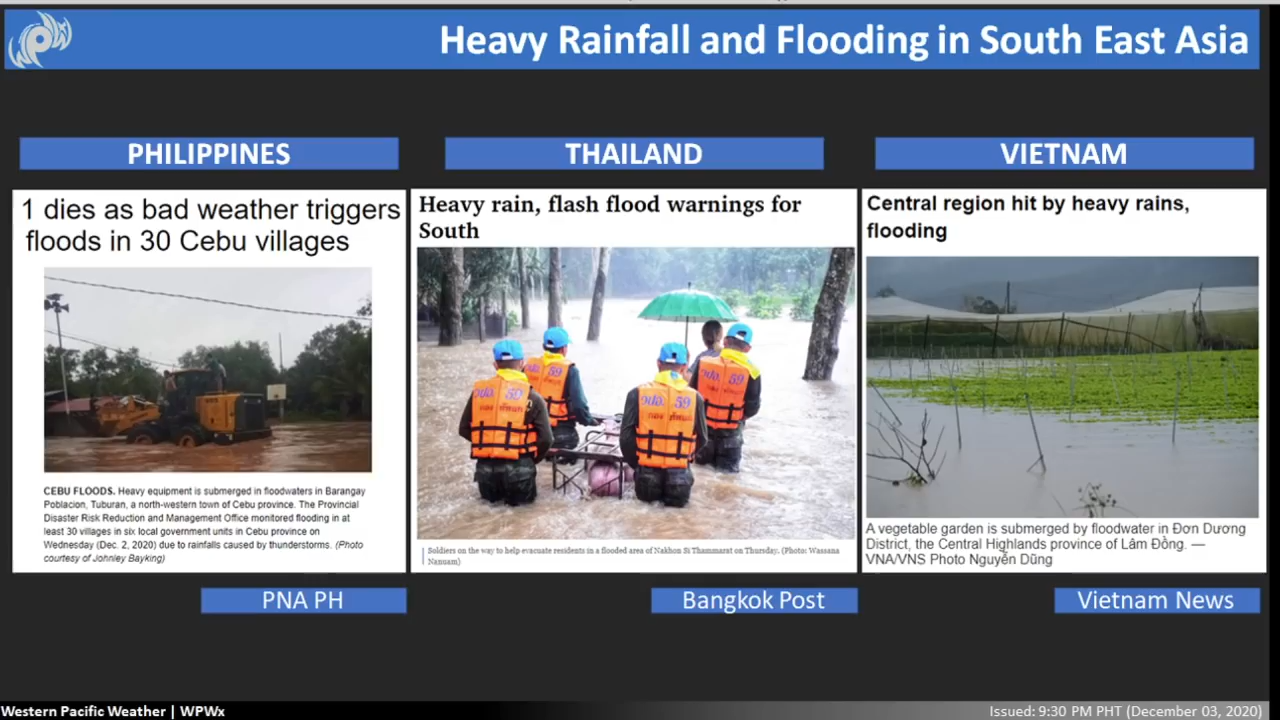 Heavy Rainfall and Flooding in South East Asia
PHILIPPINES
1 dies as bad weather triggers
floods in 30 Cebu villages
CEBU FLOODS. Heavy equipment is submerged in floodwaters in Barangay
Poblacion, Tuburan, a north-western town of Cebu province. The Provincial
Disaster Risk Reduction and Management Office monitored flooding in at
least 30 villages in six local government units in Cebu province on
Wednesday (Dec. 2, 2020) due to rainfalls caused by thunderstorms. (Photo
courtesy of Johnley Bayking)
PNA PH
THAILAND
Heavy rain, flash flood warnings for
South
Soldiers on the way to help evacuate residents in a flooded area of Nakhon Si Thammarat on Thursday. (Photo: Wassana
Nanuam)
Bangkok Post
VIETNAM
Central region hit by heavy rains,
flooding
A vegetable garden is submerged by floodwater in Đơn Dương
District, the Central Highlands province of Lâm Đồng. —
VNA/VNS Photo Nguyễn Dũng
Vietnam News
Western Pacific Weather | WPWx
Issued: 9:30 PM PHT (December 03, 2020)